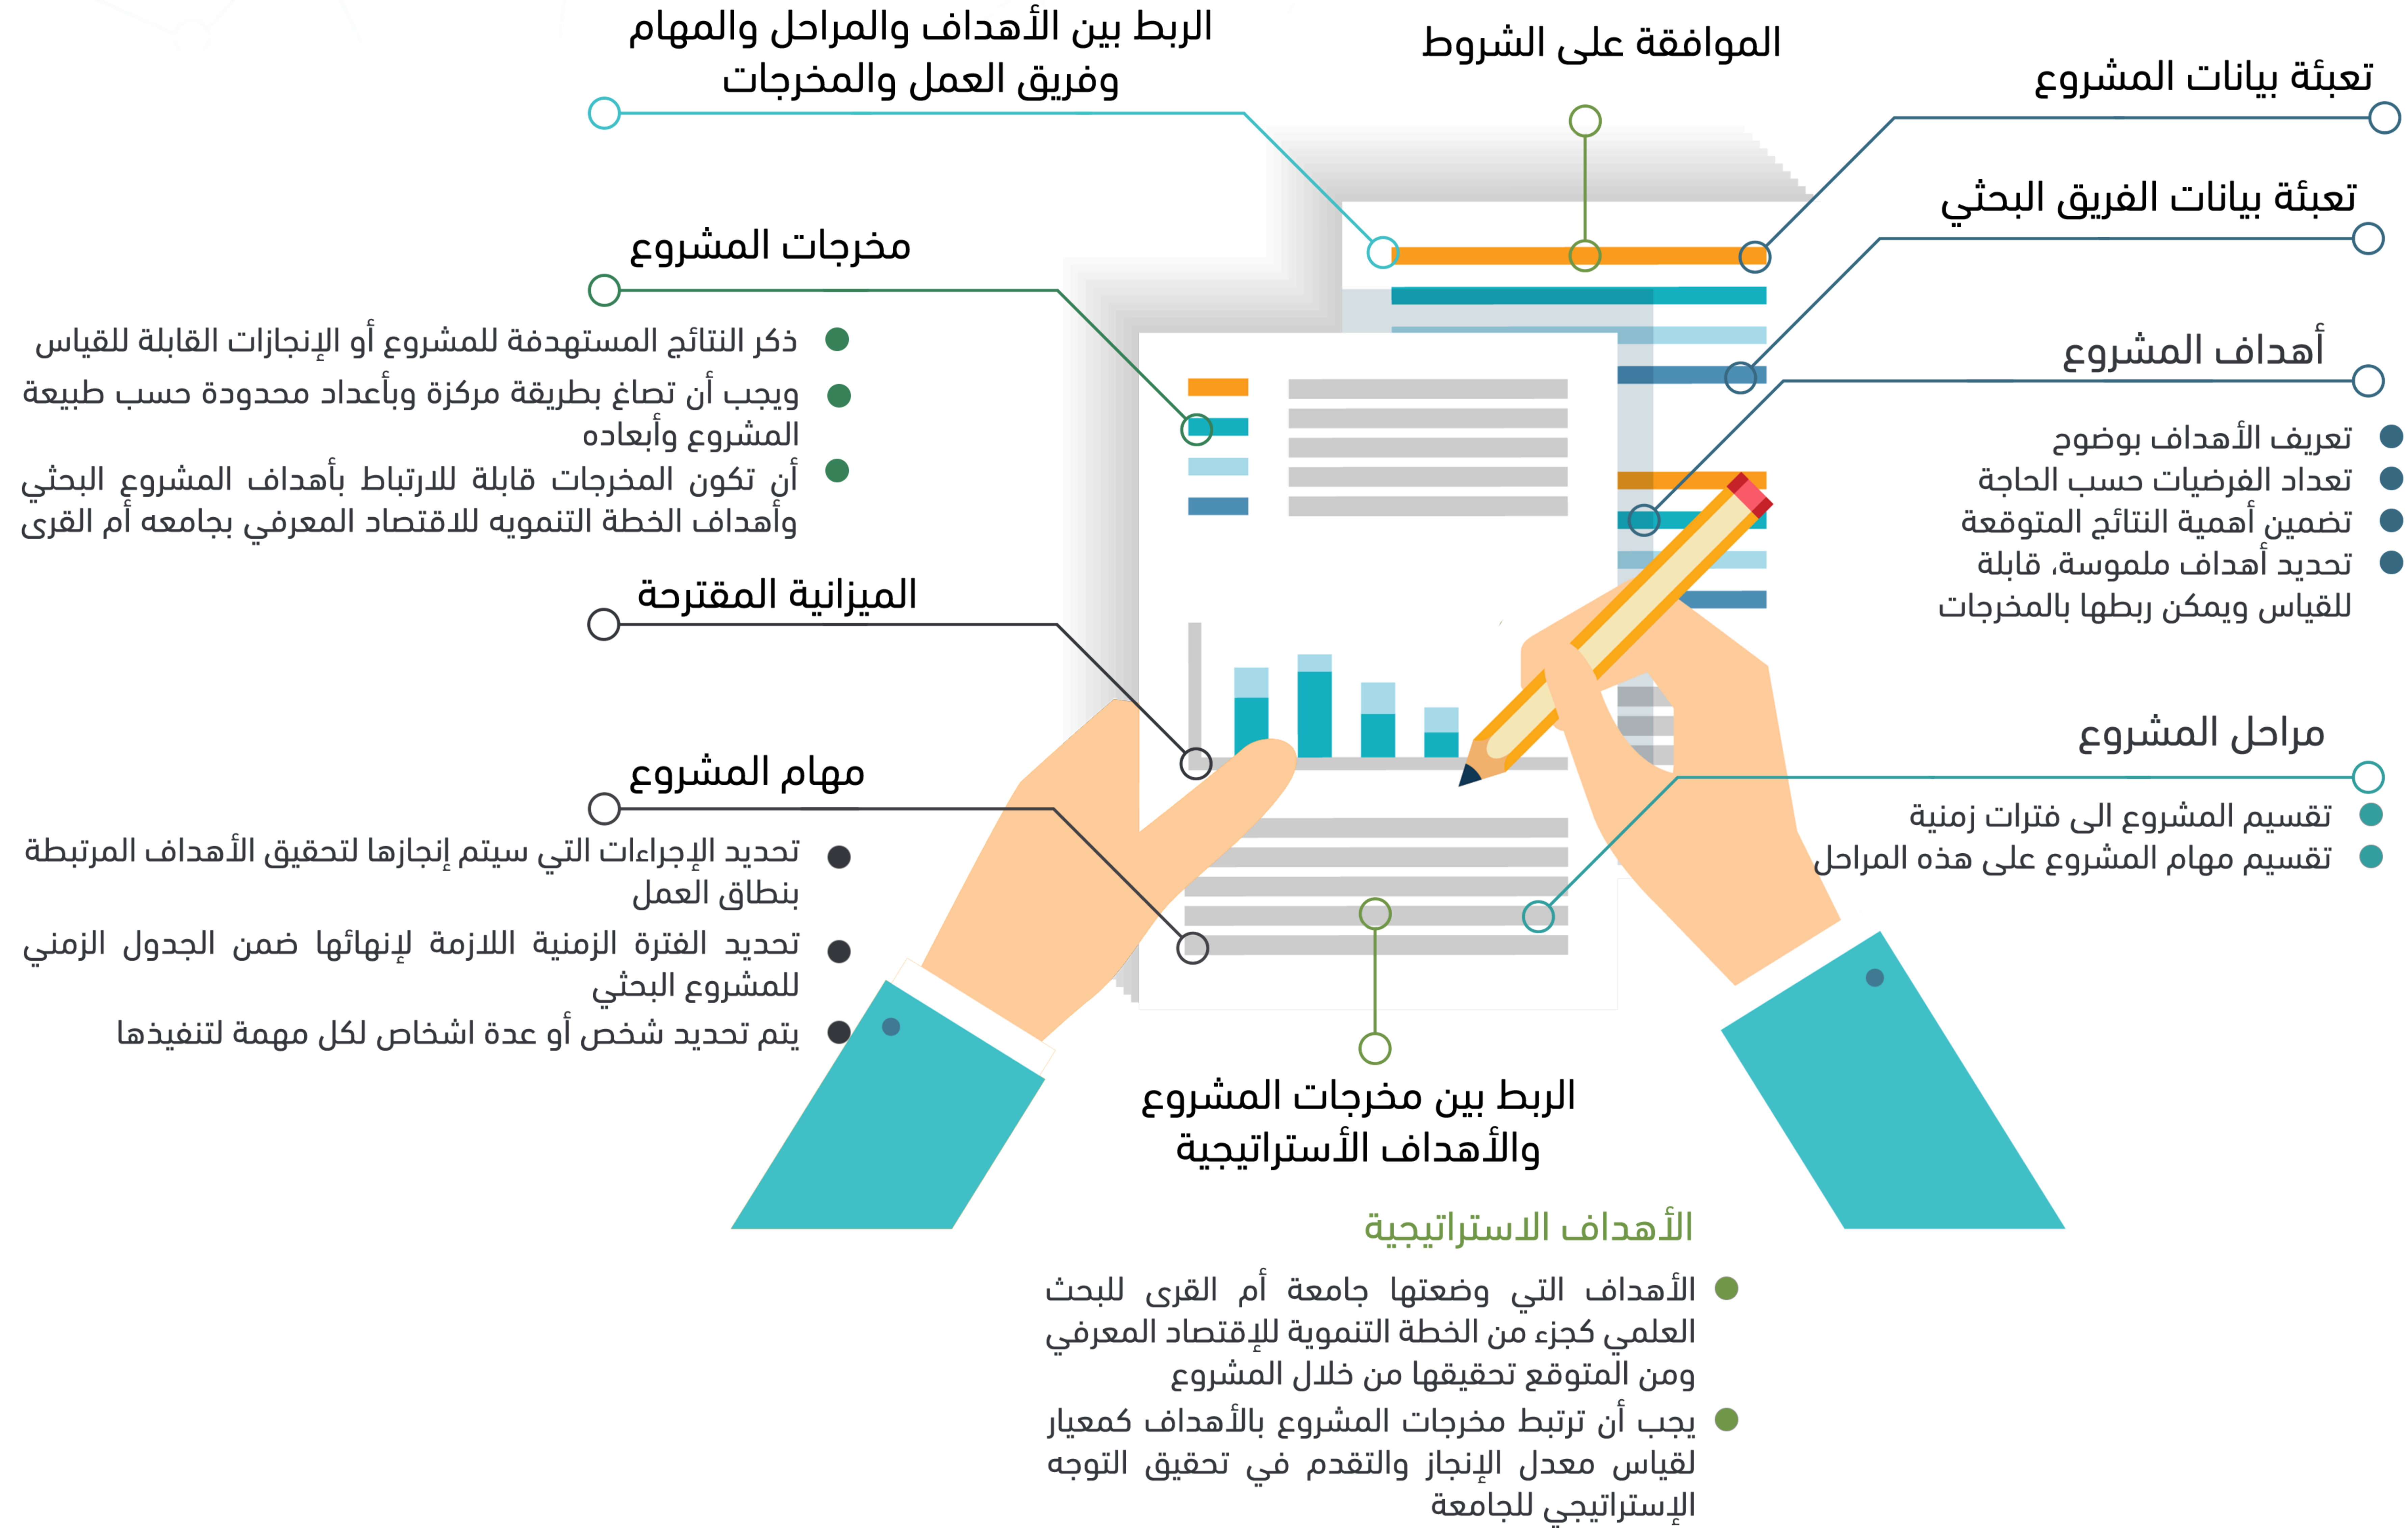 الموافقة على الشروط
تعبئة بيانات المشروع
تعبئة بيانات الفريق البحثي
أهداف المشروع
تعريف الأهداف بوضوح
تعداد الفرضيات حسب الحاجة
تضمين أهمية النتائج المتوقعة
تحديد أهداف ملموسة، قابلة
للقياس ويمكن ربطها بالمخرجات
مراحل المشروع
تقسيم المشروع الى فترات زمنية
تقسيم مهام المشروع على هذه المراحل
الربط بين الأهداف والمراحل والمهام
وفريق العمل والمخرجات
مخرجات المشروع
ذكر النتائج المستهدفة للمشروع أو الإنجازات القابلة للقياس
ويجب أن تصاغ بطريقة مركزة وبأعداد محدودة حسب طبيعة
المشروع وأبعاده
أن تكون المخرجات قابلة للارتباط بأهداف المشروع البحثي
وأهداف الخطة التنمويه للاقتصاد المعرفي بجامعه أم القرى
الميزانية المقترحة
مهام المشروع
تحديد الإجراءات التي سيتم إنجازها لتحقيق الأهداف المرتبطة
بنطاق العمل
تحديد الفترة الزمنية اللازمة لإنهائها ضمن الجدول الزمني
للمشروع البحثي
يتم تحديد شخص أو عدة اشخاص لكل مهمة لتنفيذها
الربط بين مخرجات المشروع
والأهداف الأستراتيجية
الأهداف الاستراتيجية
الأهداف التي وضعتها جامعة أم القرى للبحث
العلمي كجزء من الخطة التنموية للإقتصاد المعرفي
ومن المتوقع تحقيقها من خلال المشروع
يجب أن ترتبط مخرجات المشروع بالأهداف كمعيار
لقياس معدل الإنجاز والتقدم في تحقيق التوجه
الإستراتيجي للجامعة